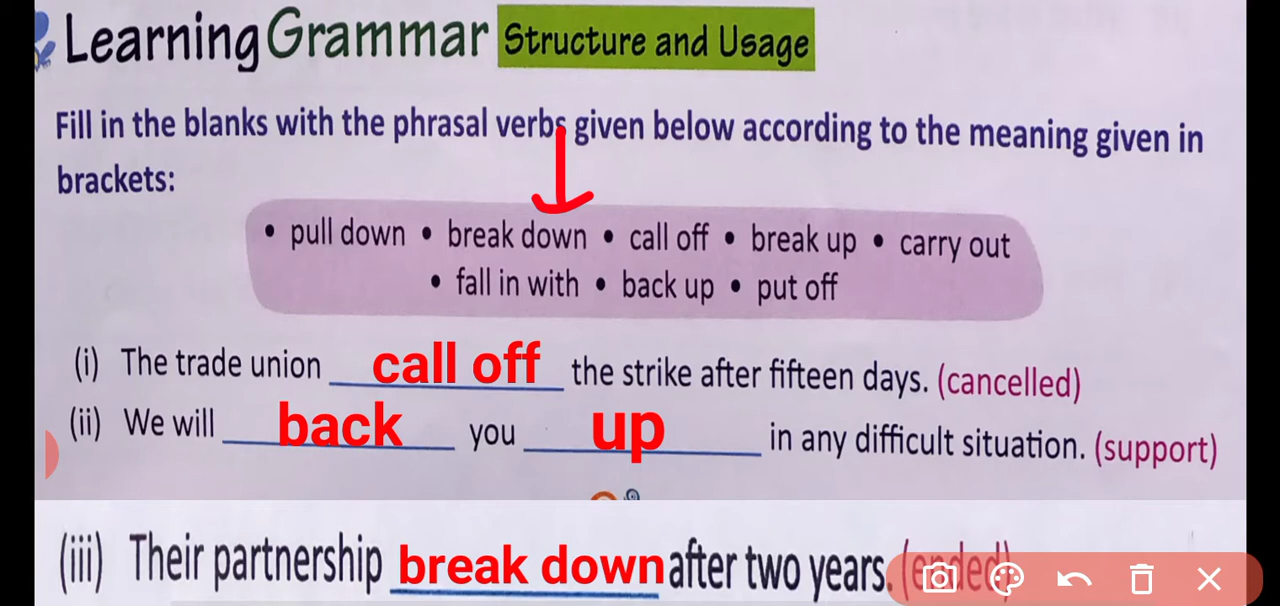 Learning Grammar Structure and Usage
Fill in the blanks with the phrasal verbs given below according to the meaning given in
brackets:
• pull down • break down • call off • break up • carry out
• fall in with • back up • put off
(i) The trade union call off the strike after fifteen days. (cancelled)
(ii) We will back you up in any difficult situation. (support)
(iii) Their partnership break down after two years. (ended)